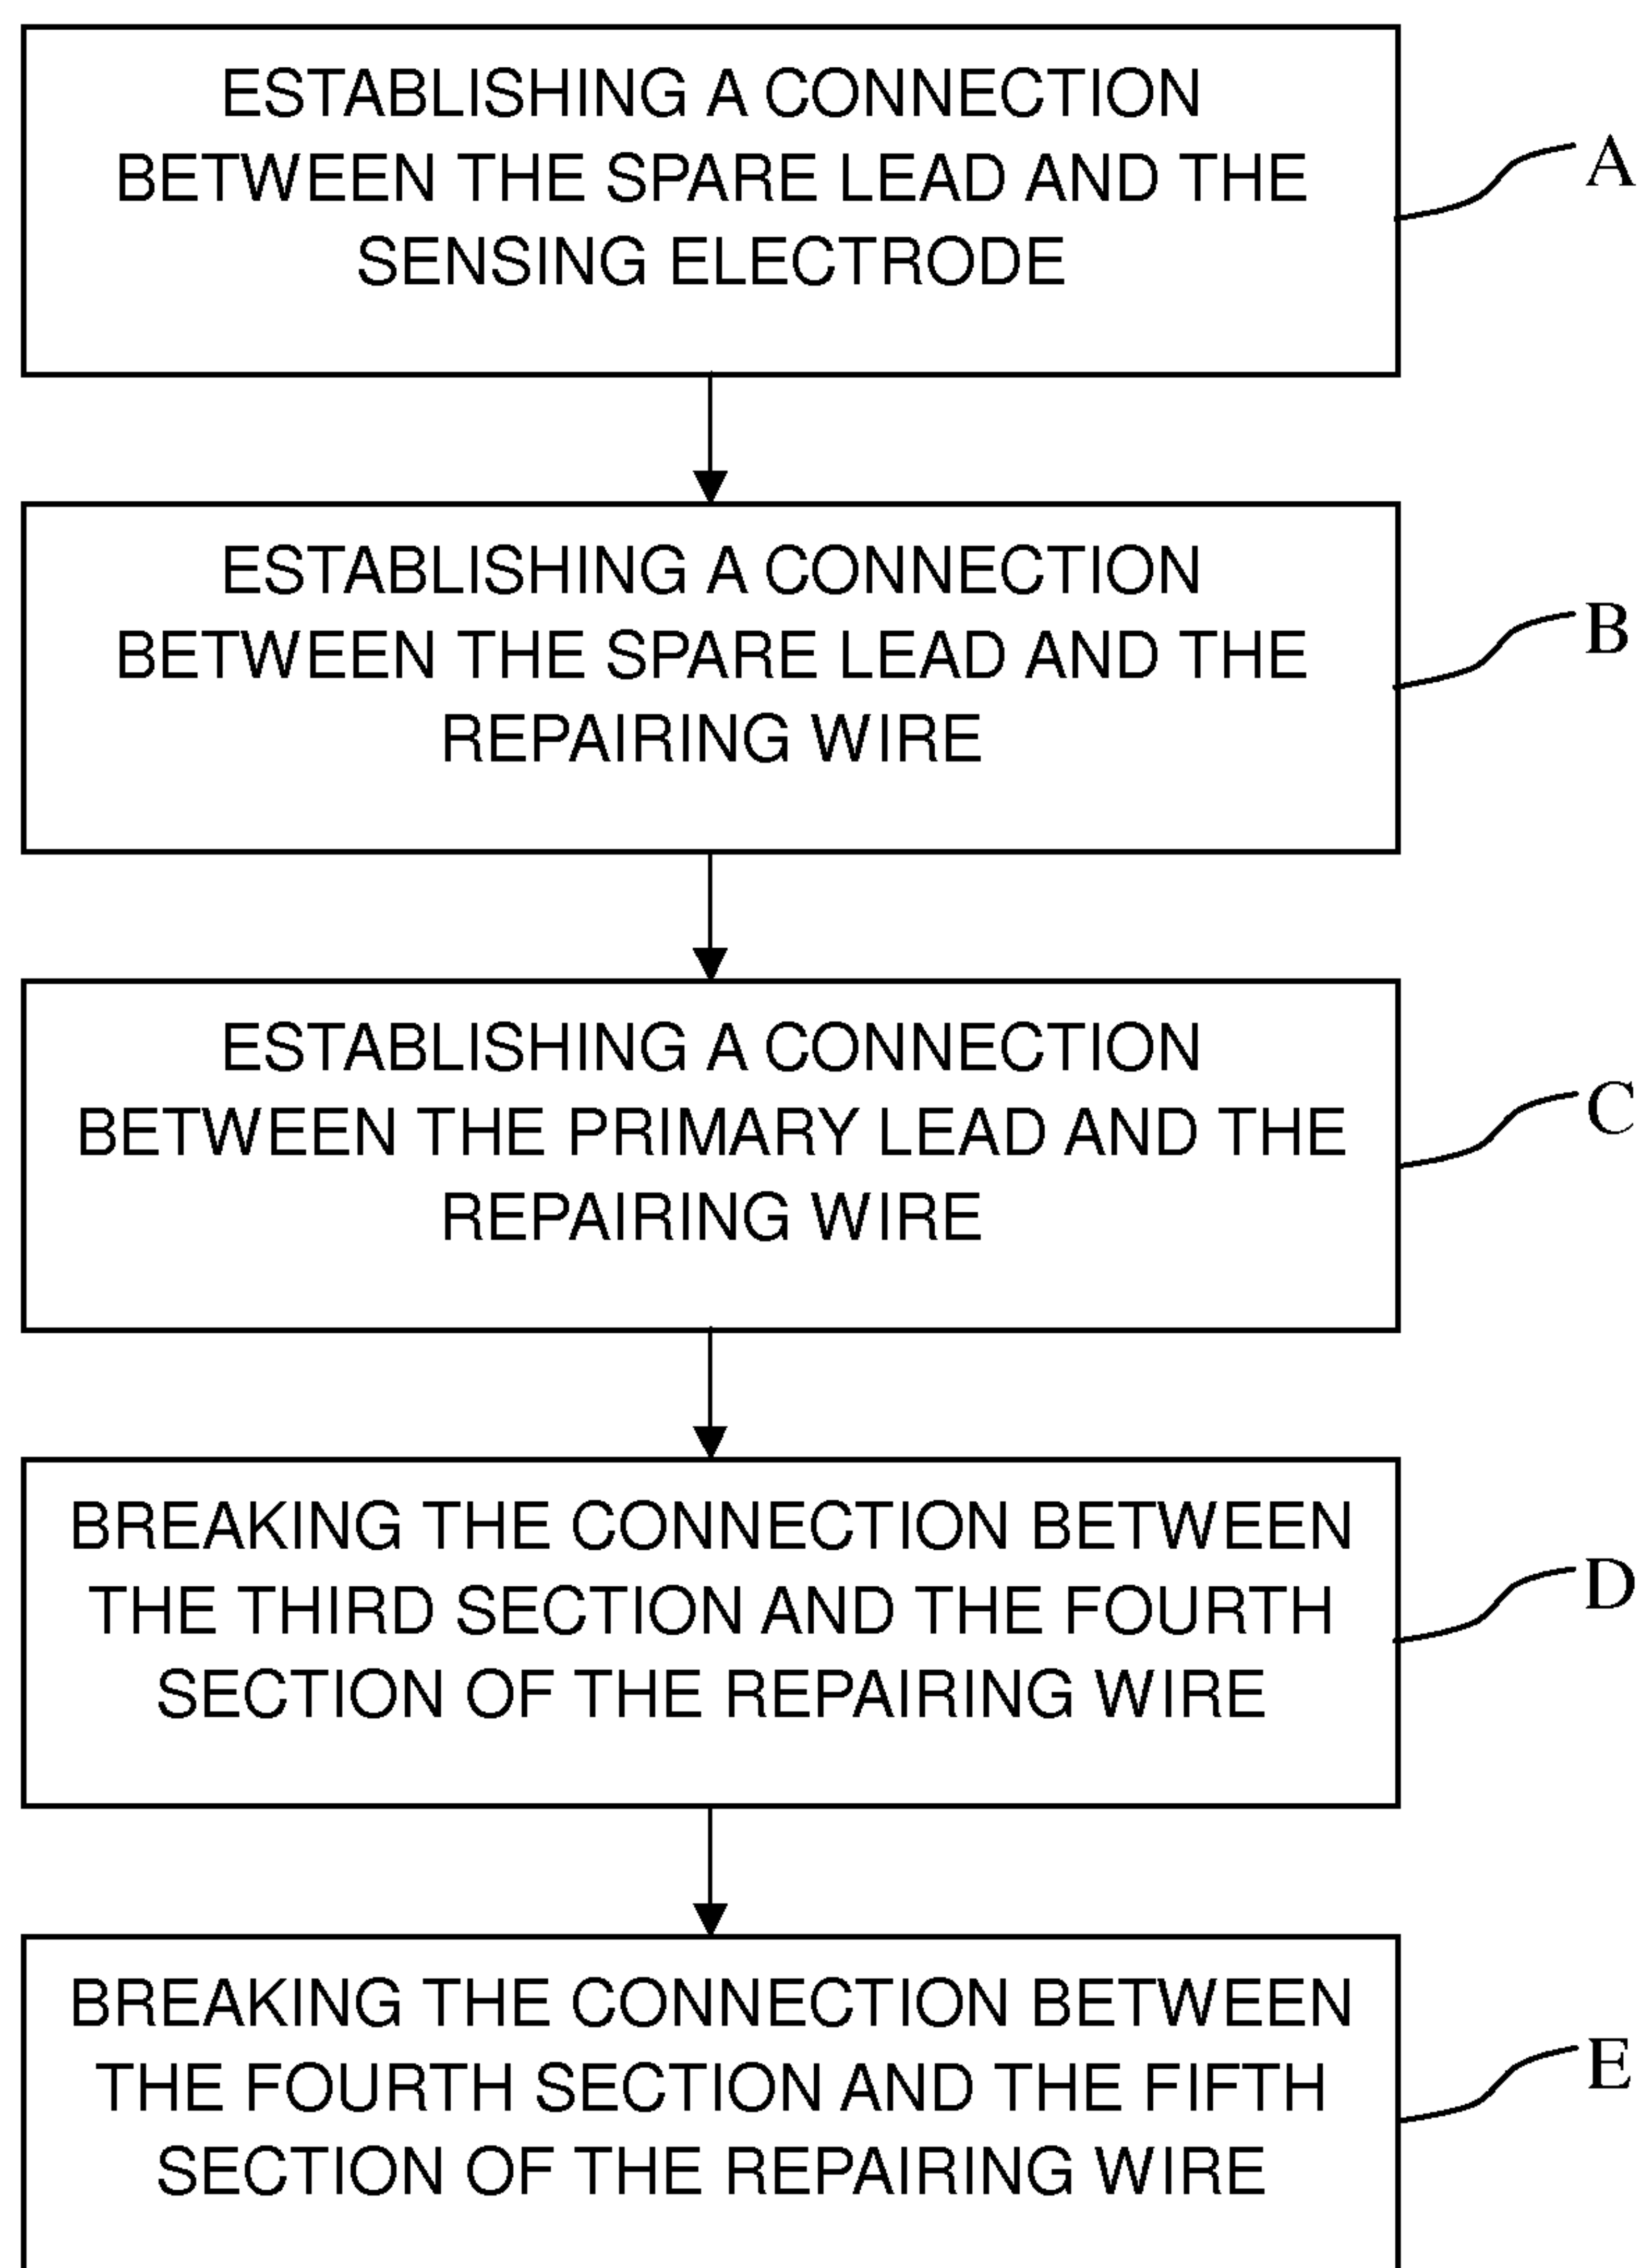 ESTABLISHING A CONNECTION
BETWEEN THE SPARE LEAD AND THE
SENSING ELECTRODE
A
ESTABLISHING A CONNECTION
BETWEEN THE SPARE LEAD AND THE
REPAIRING WIRE
B
ESTABLISHING A CONNECTION
BETWEEN THE PRIMARY LEAD AND THE
REPAIRING WIRE
C
BREAKING THE CONNECTION BETWEEN
THE THIRD SECTION AND THE FOURTH
SECTION OF THE REPAIRING WIRE
D
BREAKING THE CONNECTION BETWEEN
THE FOURTH SECTION AND THE FIFTH
SECTION OF THE REPAIRING WIRE
E